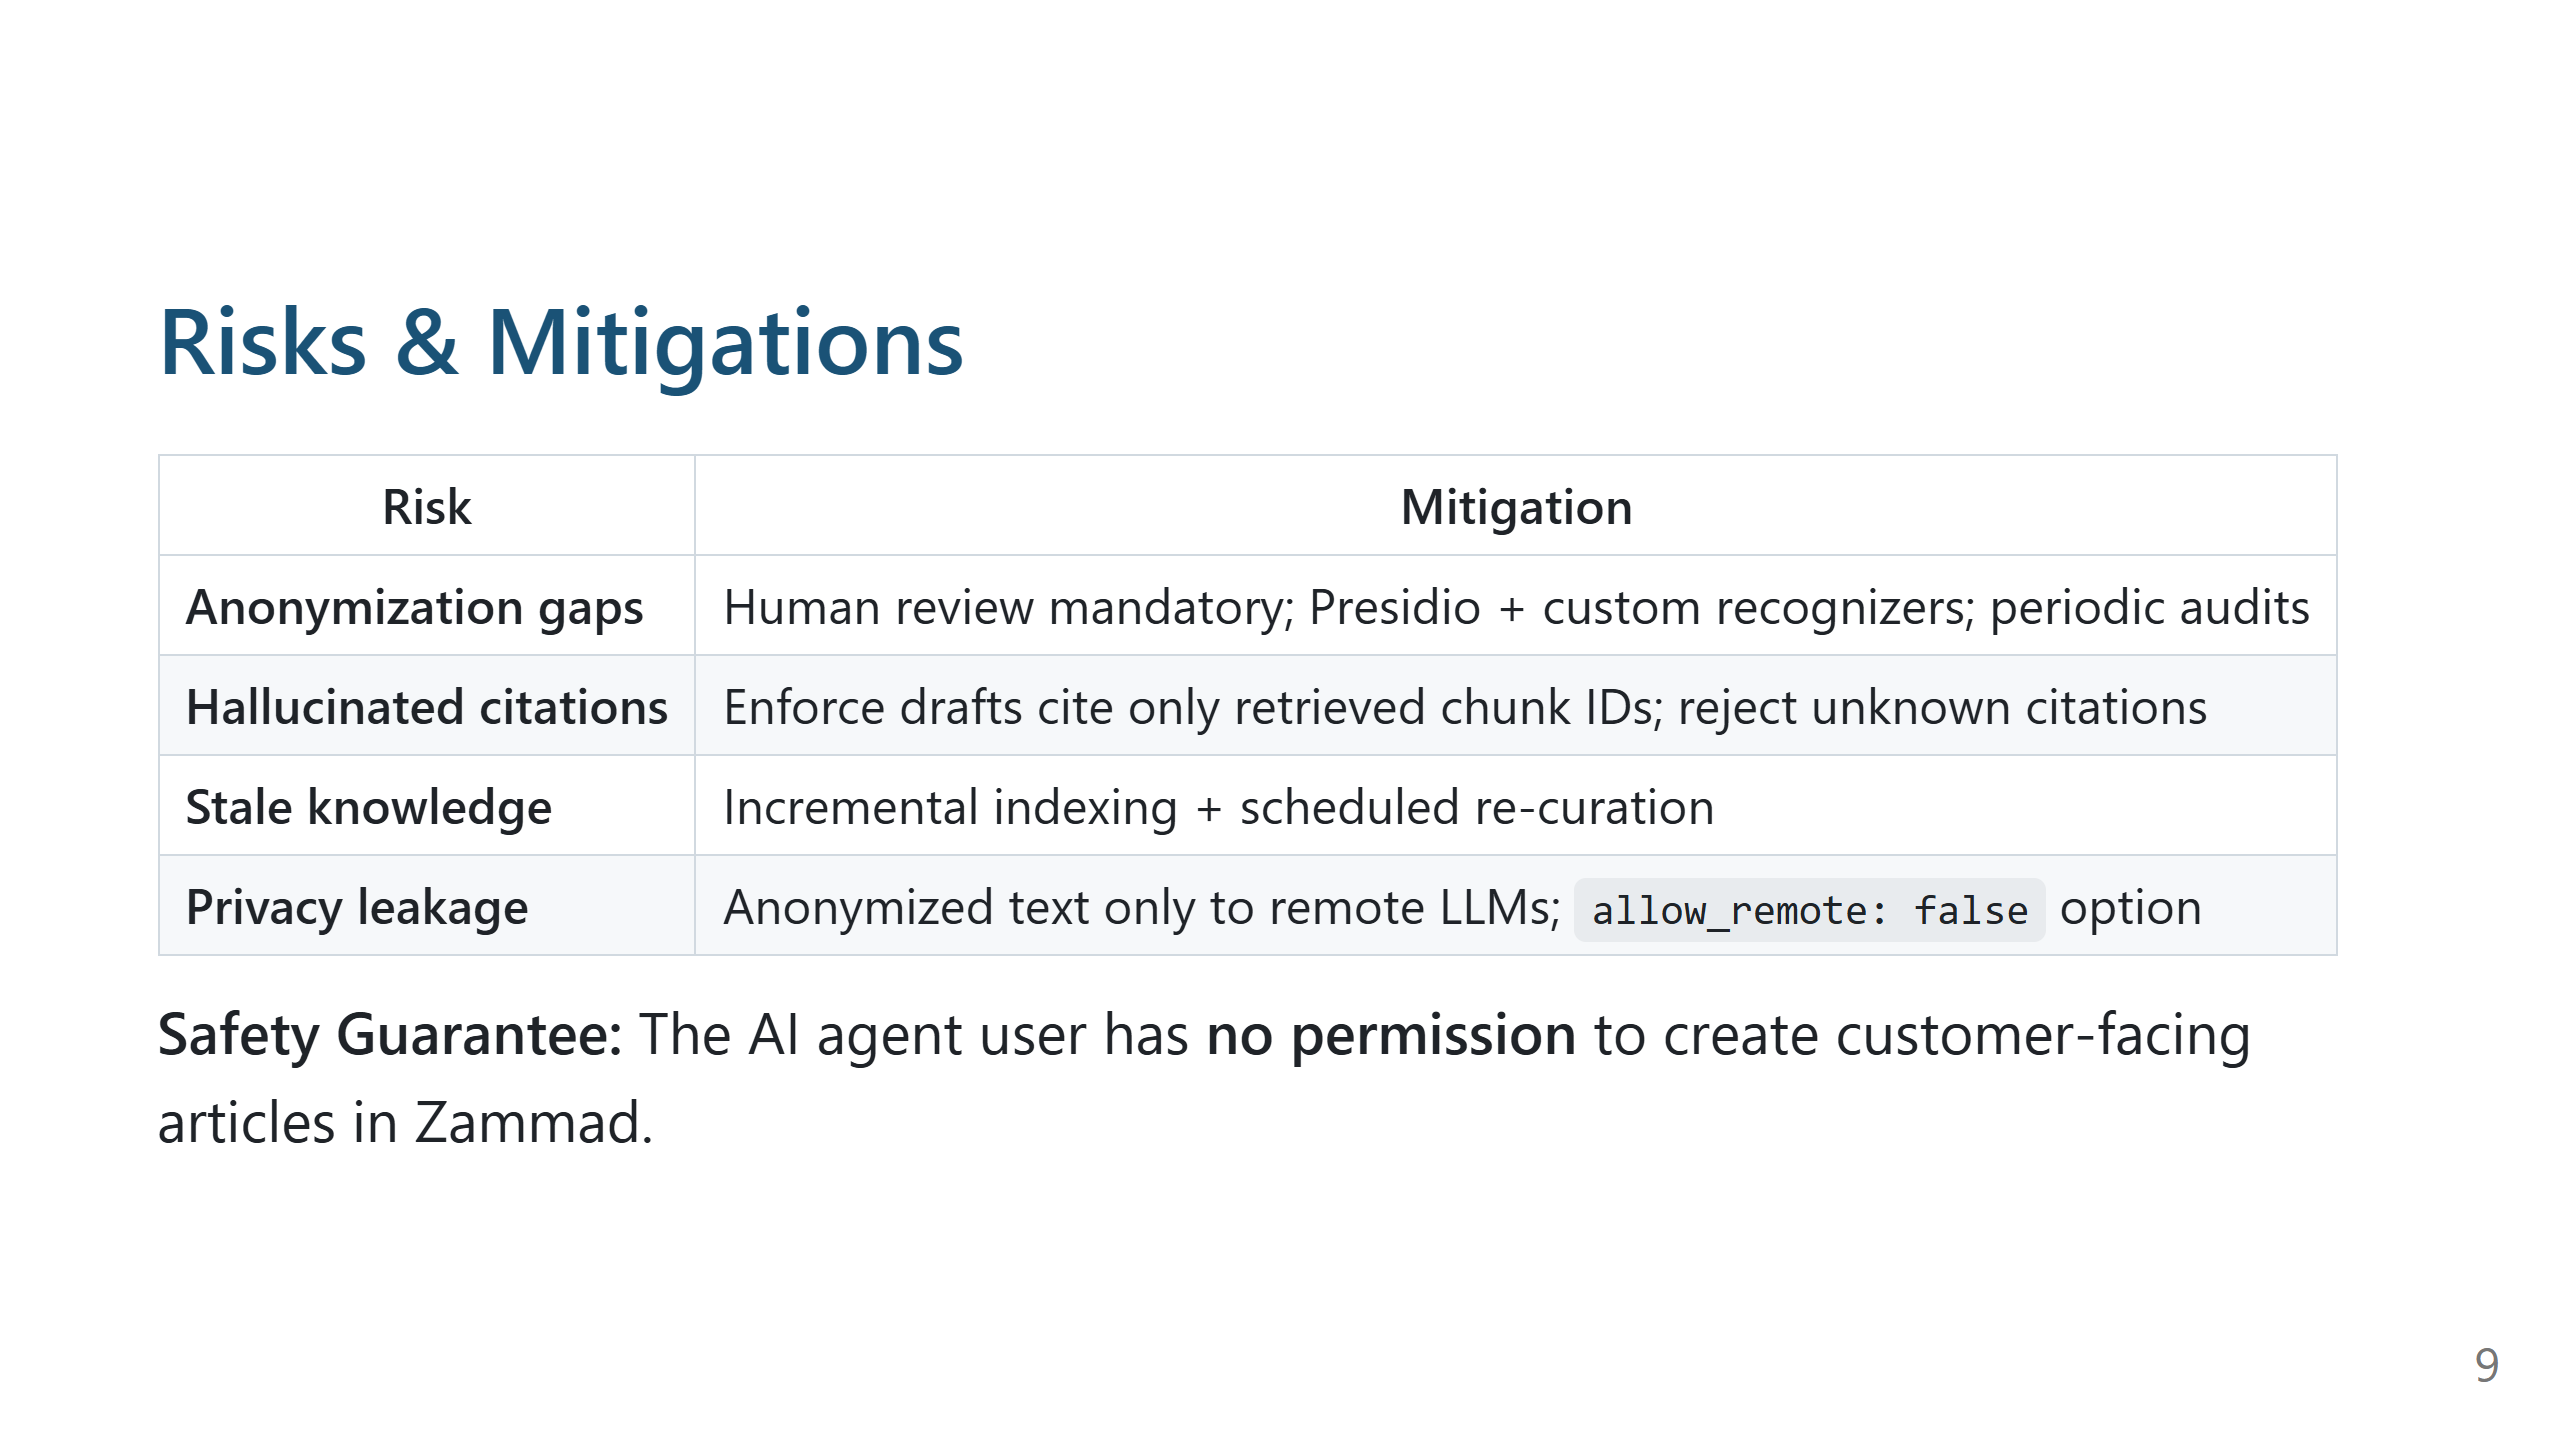 Risks & Mitigations
Risk Mitigation
Anonymization gaps Human review mandatory; Presidio + custom recognizers; periodic audits
Hallucinated citations Enforce drafts cite only retrieved chunk IDs; reject unknown citations
Stale knowledge Incremental indexing + scheduled re-curation
Privacy leakage Anonymized text only to remote LLMs; allow_remote: false option
Safety Guarantee: The AI agent user has no permission to create customer-facing
articles in Zammad.
9